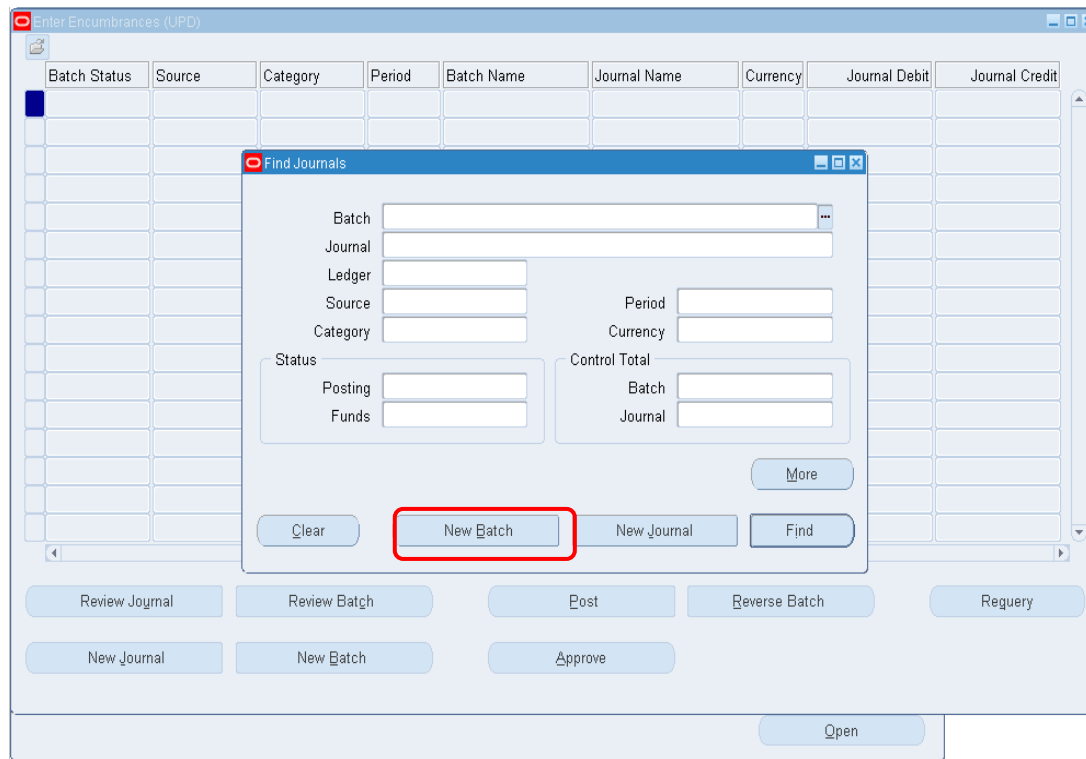 Enter Encumbrances (UPD)
Batch Status Source Category Period Batch Name Journal Name Currency Journal Debit Journal Credit
Find Journals
Batch
Journal
Ledger
Source Period
Category Currency
Status Control Total
Posting Batch
Funds Journal
More
Clear New Batch New Journal Find
Review Journal Review Batch Post Reverse Batch Requery
New Journal New Batch Approve
Open